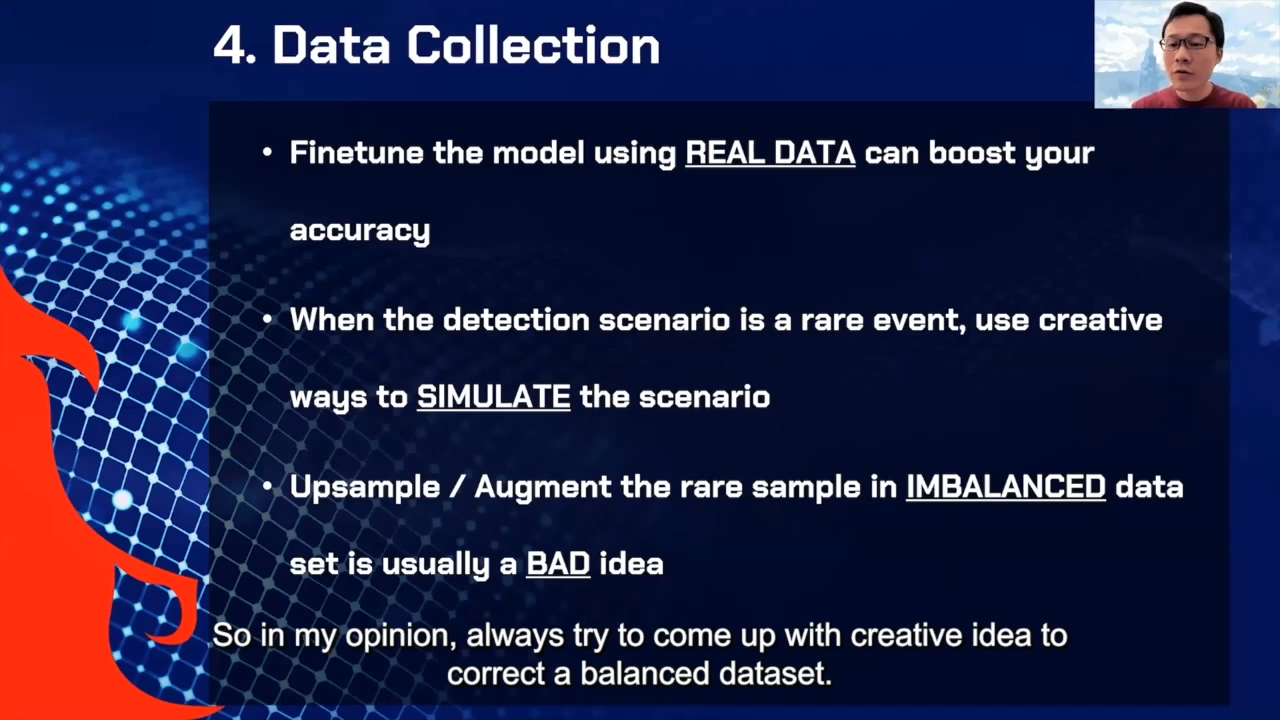 4. Data Collection
• Finetune the model using REAL DATA can boost your
accuracy
• When the detection scenario is a rare event, use creative
ways to SIMULATE the scenario
• Upsample / Augment the rare sample in IMBALANCED data
set is usually a BAD idea
So in my opinion, always try to come up with creative idea to
correct a balanced dataset.